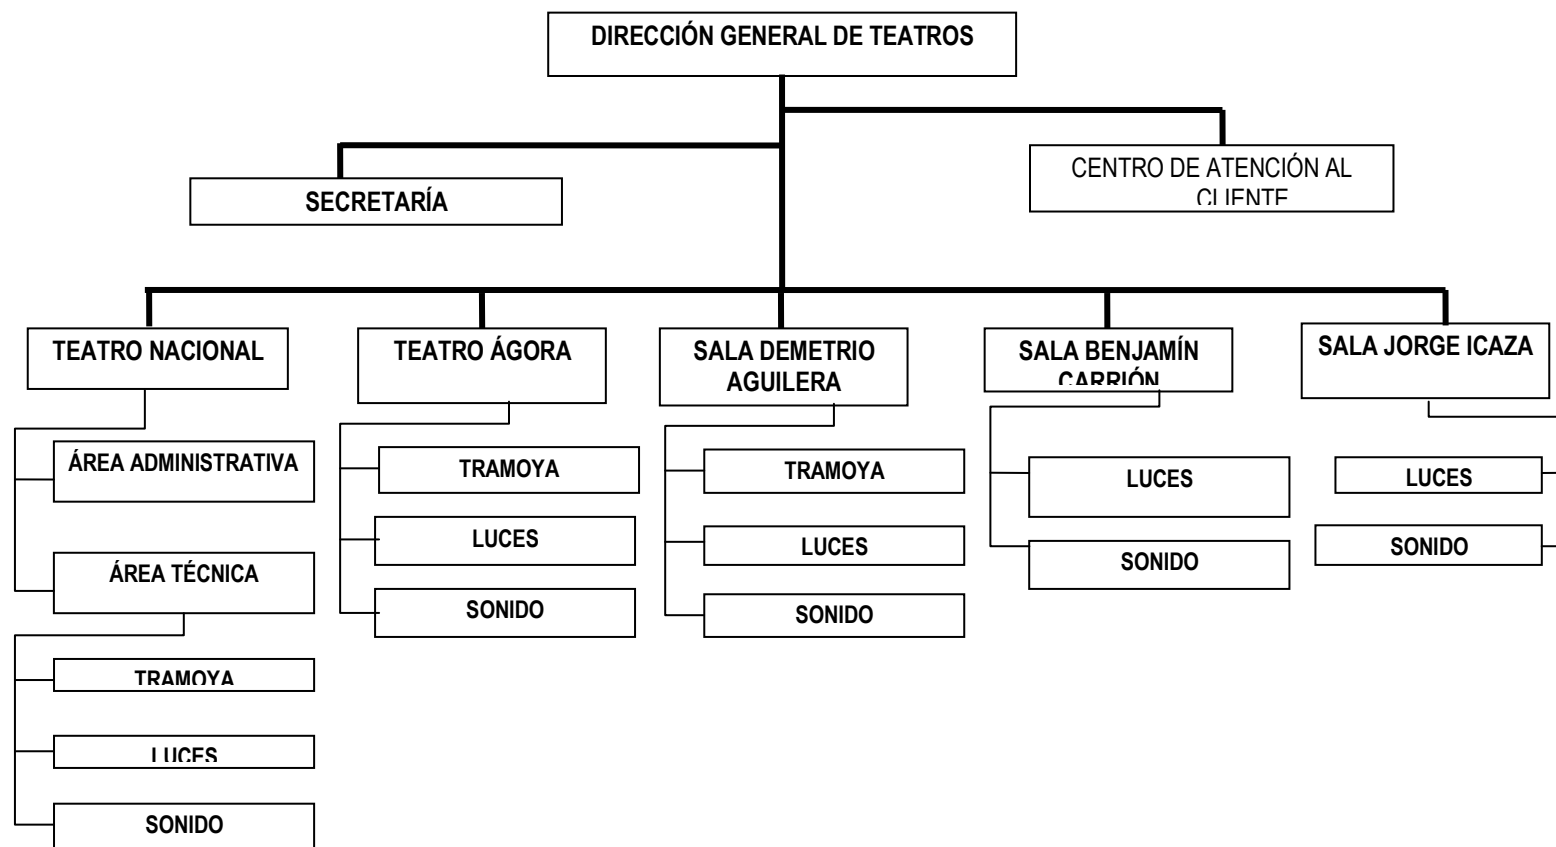 DIRECCIÓN GENERAL DE TEATROS
SECRETARÍA
CENTRO DE ATENCIÓN AL
CLIENTE
TEATRO NACIONAL
TEATRO ÁGORA
SALA DEMETRIO
AGUILERA
SALA BENJAMÍN
CARRIÓN
SALA JORGE ICAZA
ÁREA ADMINISTRATIVA
ÁREA TÉCNICA
TRAMOYA
LUCES
SONIDO
TRAMOYA
LUCES
SONIDO
TRAMOYA
LUCES
SONIDO
LUCES
SONIDO
LUCES
SONIDO